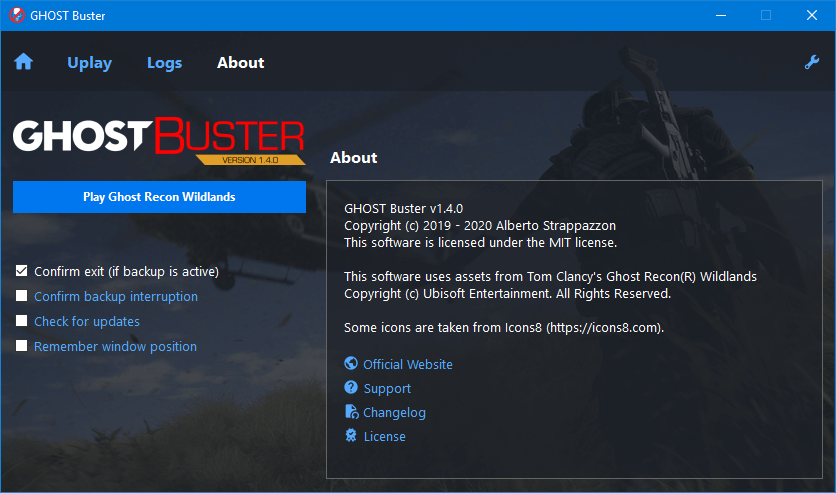 GHOST Buster
Uplay
Logs
About
GHOST BUSTER
VERSION 1.4.0
Play Ghost Recon Wildlands
Confirm exit (if backup is active)
Confirm backup interruption
Check for updates
Remember window position
About
GHOST Buster v1.4.0
Copyright (c) 2019 - 2020 Alberto Strappazzon
This software is licensed under the MIT license.
This software uses assets from Tom Clancy's Ghost Recon(R) Wildlands
Copyright (c) Ubisoft Entertainment. All Rights Reserved.
Some icons are taken from Icons8 (https://icons8.com).
Official Website
Support
Changelog
License